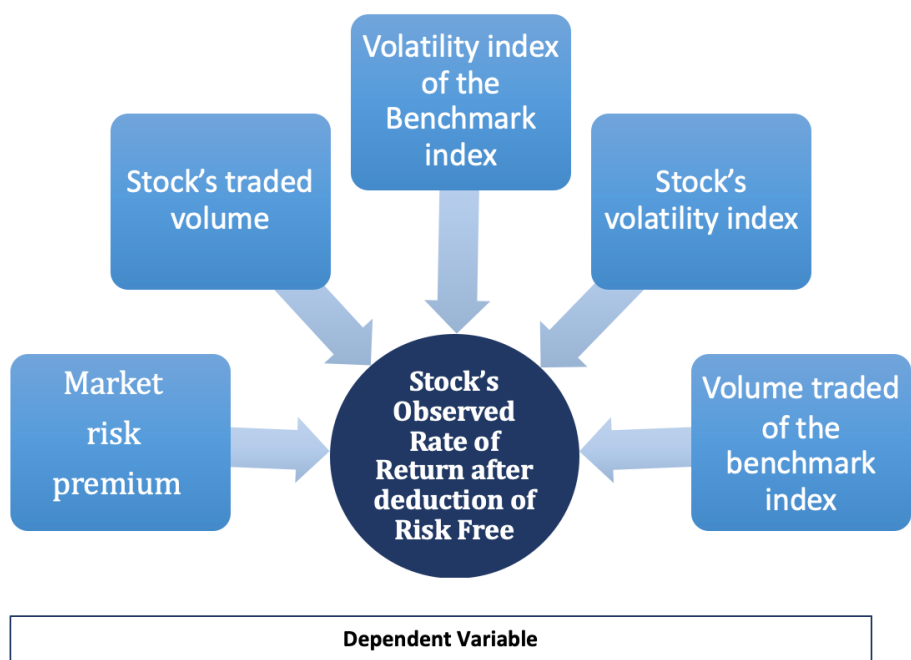 Volatility index
of the
Benchmark
index
Stock’s traded
volume
Stock’s
volatility index
Market
risk
premium
Stock’s
Observed
Rate of
Return after
deduction of
Risk Free
Volume traded
of the
benchmark
index
Dependent Variable